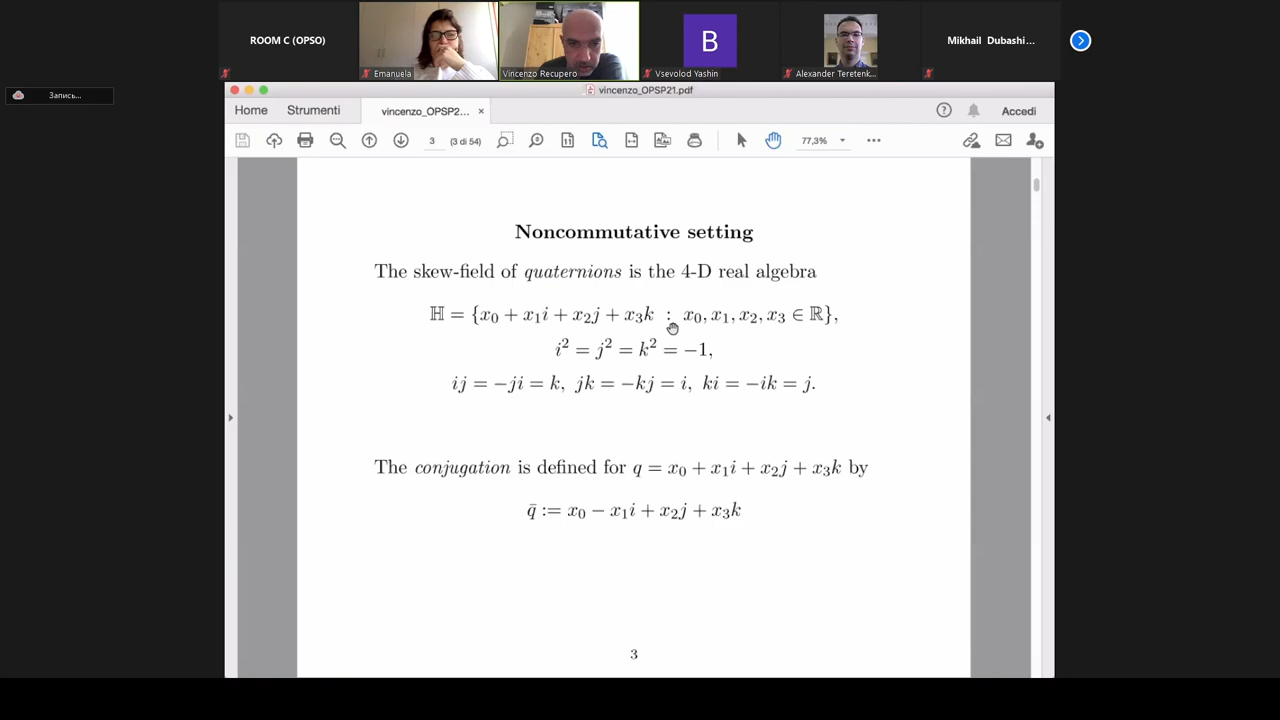 ROOM C (OPSO)
Emanuela
Vincenzo Recupero
B
Vsevolod Yashin
Alexander Teretenk...
Mikhail Dubashi...
Запись...
vincenzo_OPSP21.pdf
Home Strumenti vincenzo_OPSP2... × Accedi
3 (3 di 54) 77,3%
Noncommutative setting
The skew-field of quaternions is the 4-D real algebra
ℍ = {x₀ + x₁i + x₂j + x₃k : x₀, x₁, x₂, x₃ ∈ ℝ},
i² = j² = k² = −1,
ij = −ji = k, jk = −kj = i, ki = −ik = j.
The conjugation is defined for q = x₀ + x₁i + x₂j + x₃k by
q̄ := x₀ − x₁i + x₂j + x₃k
3